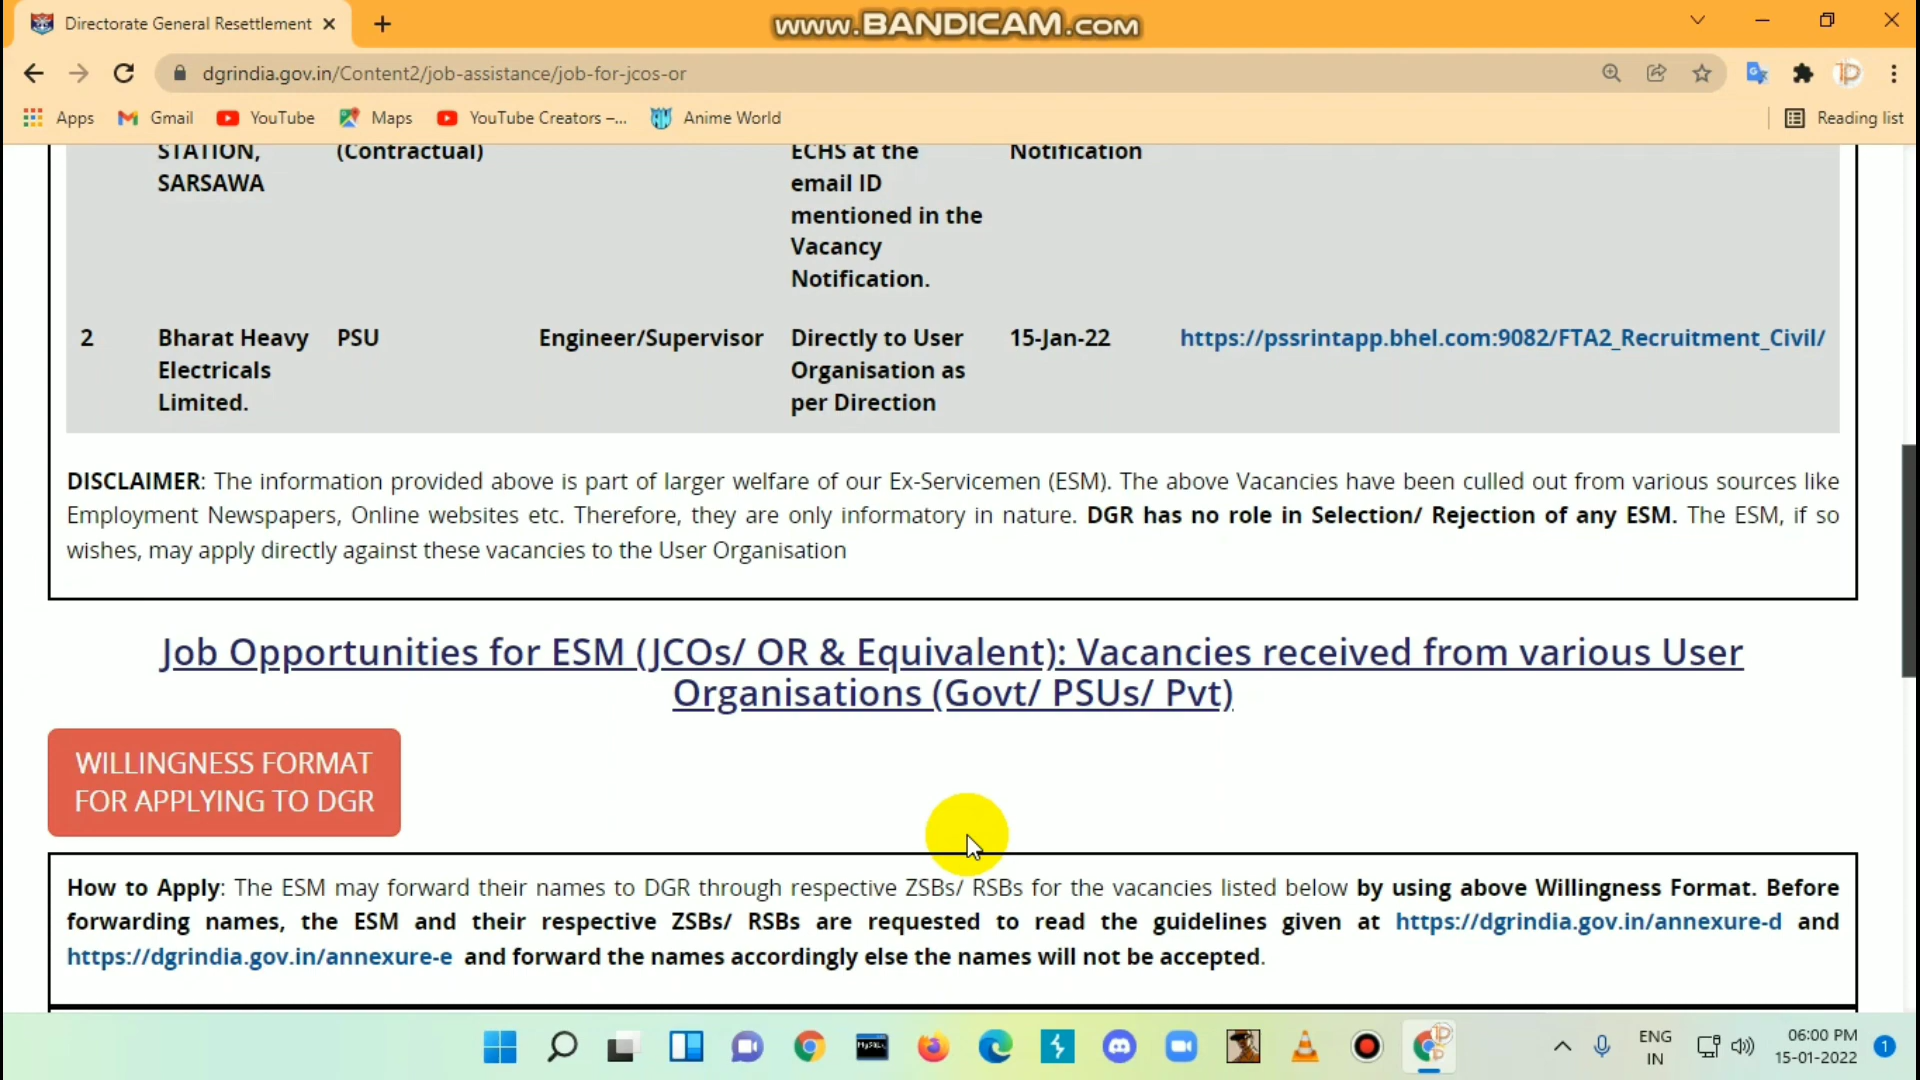 Directorate General Resettlement
www.BANDICAM.com
dgrindia.gov.in/Content2/job-assistance/job-for-jcos-or
Apps Gmail YouTube Maps YouTube Creators –... Anime World Reading list
STATION, (Contractual) ECHS at the Notification
SARSAWA email ID
mentioned in the
Vacancy
Notification.
2 Bharat Heavy PSU Engineer/Supervisor Directly to User 15-Jan-22 https://pssrintapp.bhel.com:9082/FTA2_Recruitment_Civil/
Electricals Organisation as
Limited. per Direction
DISCLAIMER: The information provided above is part of larger welfare of our Ex-Servicemen (ESM). The above Vacancies have been culled out from various sources like
Employment Newspapers, Online websites etc. Therefore, they are only informatory in nature. DGR has no role in Selection/ Rejection of any ESM. The ESM, if so
wishes, may apply directly against these vacancies to the User Organisation
Job Opportunities for ESM (JCOs/ OR & Equivalent): Vacancies received from various User
Organisations (Govt/ PSUs/ Pvt)
WILLINGNESS FORMAT
FOR APPLYING TO DGR
How to Apply: The ESM may forward their names to DGR through respective ZSBs/ RSBs for the vacancies listed below by using above Willingness Format. Before
forwarding names, the ESM and their respective ZSBs/ RSBs are requested to read the guidelines given at https://dgrindia.gov.in/annexure-d and
https://dgrindia.gov.in/annexure-e and forward the names accordingly else the names will not be accepted.
MySQL
ENG
IN
06:00 PM
15-01-2022
1